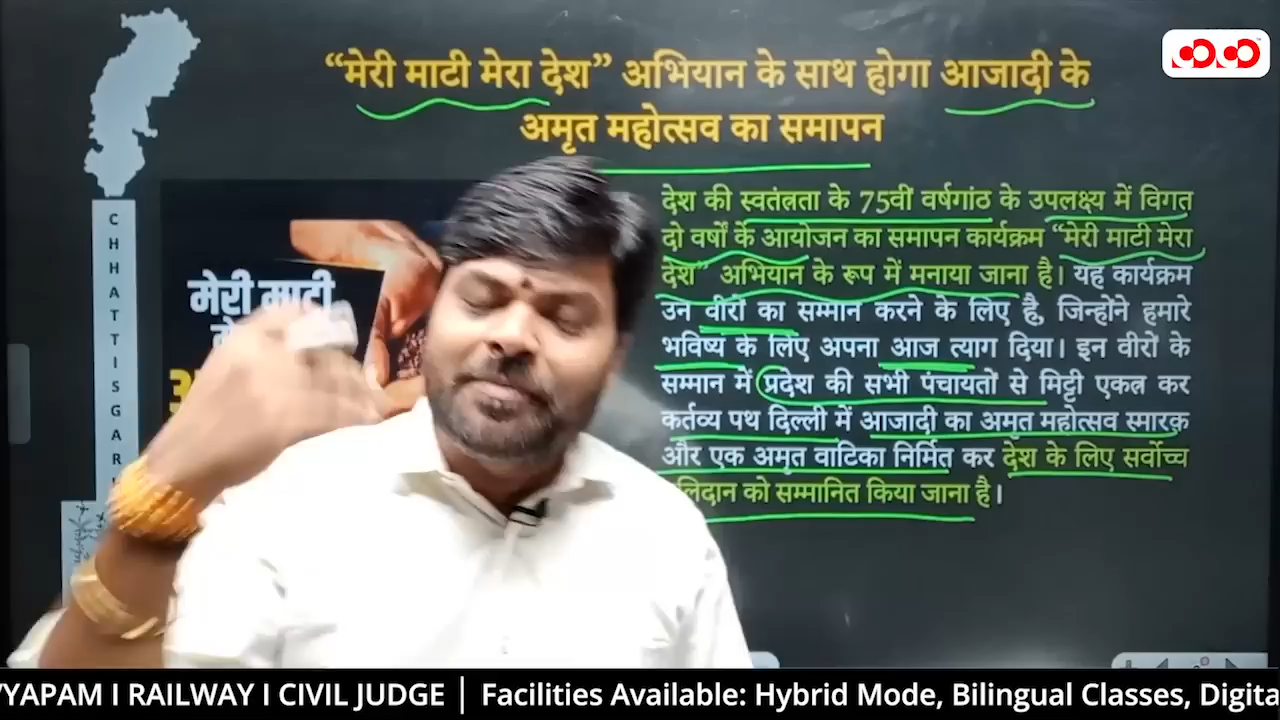 “मेरी माटी मेरा देश” अभियान के साथ होगा आजादी के
अमृत महोत्सव का समापन
देश की स्वतंत्रता के 75वीं वर्षगांठ के उपलक्ष्य में विगत
दो वर्षों के आयोजन का समापन कार्यक्रम “मेरी माटी मेरा
देश” अभियान के रूप में मनाया जाना है। यह कार्यक्रम
उन वीरों का सम्मान करने के लिए है, जिन्होंने हमारे
भविष्य के लिए अपना आज त्याग दिया। इन वीरों के
सम्मान में प्रदेश की सभी पंचायतों से मिट्टी एकत्र कर
कर्तव्य पथ दिल्ली में आजादी का अमृत महोत्सव स्मारक
और एक अमृत वाटिका निर्मित कर देश के लिए सर्वोच्च
लिदान को सम्मानित किया जाना है।
CHHATTISGAR
मेरी माटी
YAPAM I RAILWAY I CIVIL JUDGE | Facilities Available: Hybrid Mode, Bilingual Classes, Digita